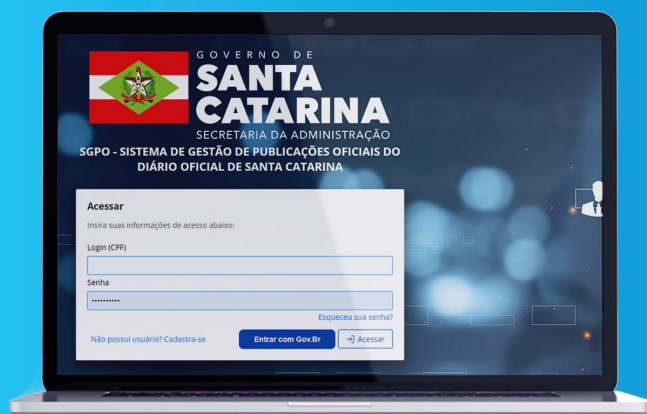 GOVERNO DE
SANTA
CATARINA
SECRETARIA DA ADMINISTRAÇÃO
SGPO - SISTEMA DE GESTÃO DE PUBLICAÇÕES OFICIAIS DO
DIÁRIO OFICIAL DE SANTA CATARINA
Acessar
Insira suas informações de acesso abaixo:
Login (CPF)
Senha
••••••••••
Esqueceu sua senha?
Não possui usuário? Cadastra-se
Entrar com Gov.Br
Acessar